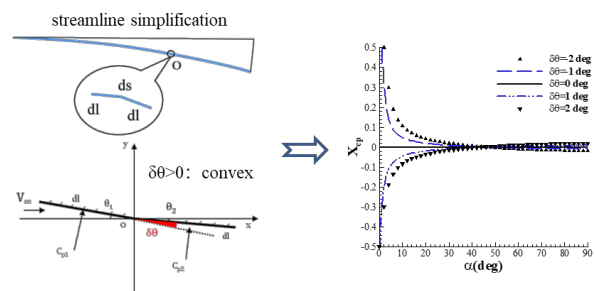 streamline simplification
O
ds
dl
dl
y
δθ>0: convex
V∞
dl
θ1
θ2
O
x
δθ
dl
Cp1
Cp2
Xcp
0.5
0.4
0.3
0.2
0.1
0
-0.1
-0.2
-0.3
-0.4
-0.5
δθ=-2 deg
δθ=-1 deg
δθ=0 deg
δθ=1 deg
δθ=2 deg
0 10 20 30 40 50 60 70 80 90
α(deg)